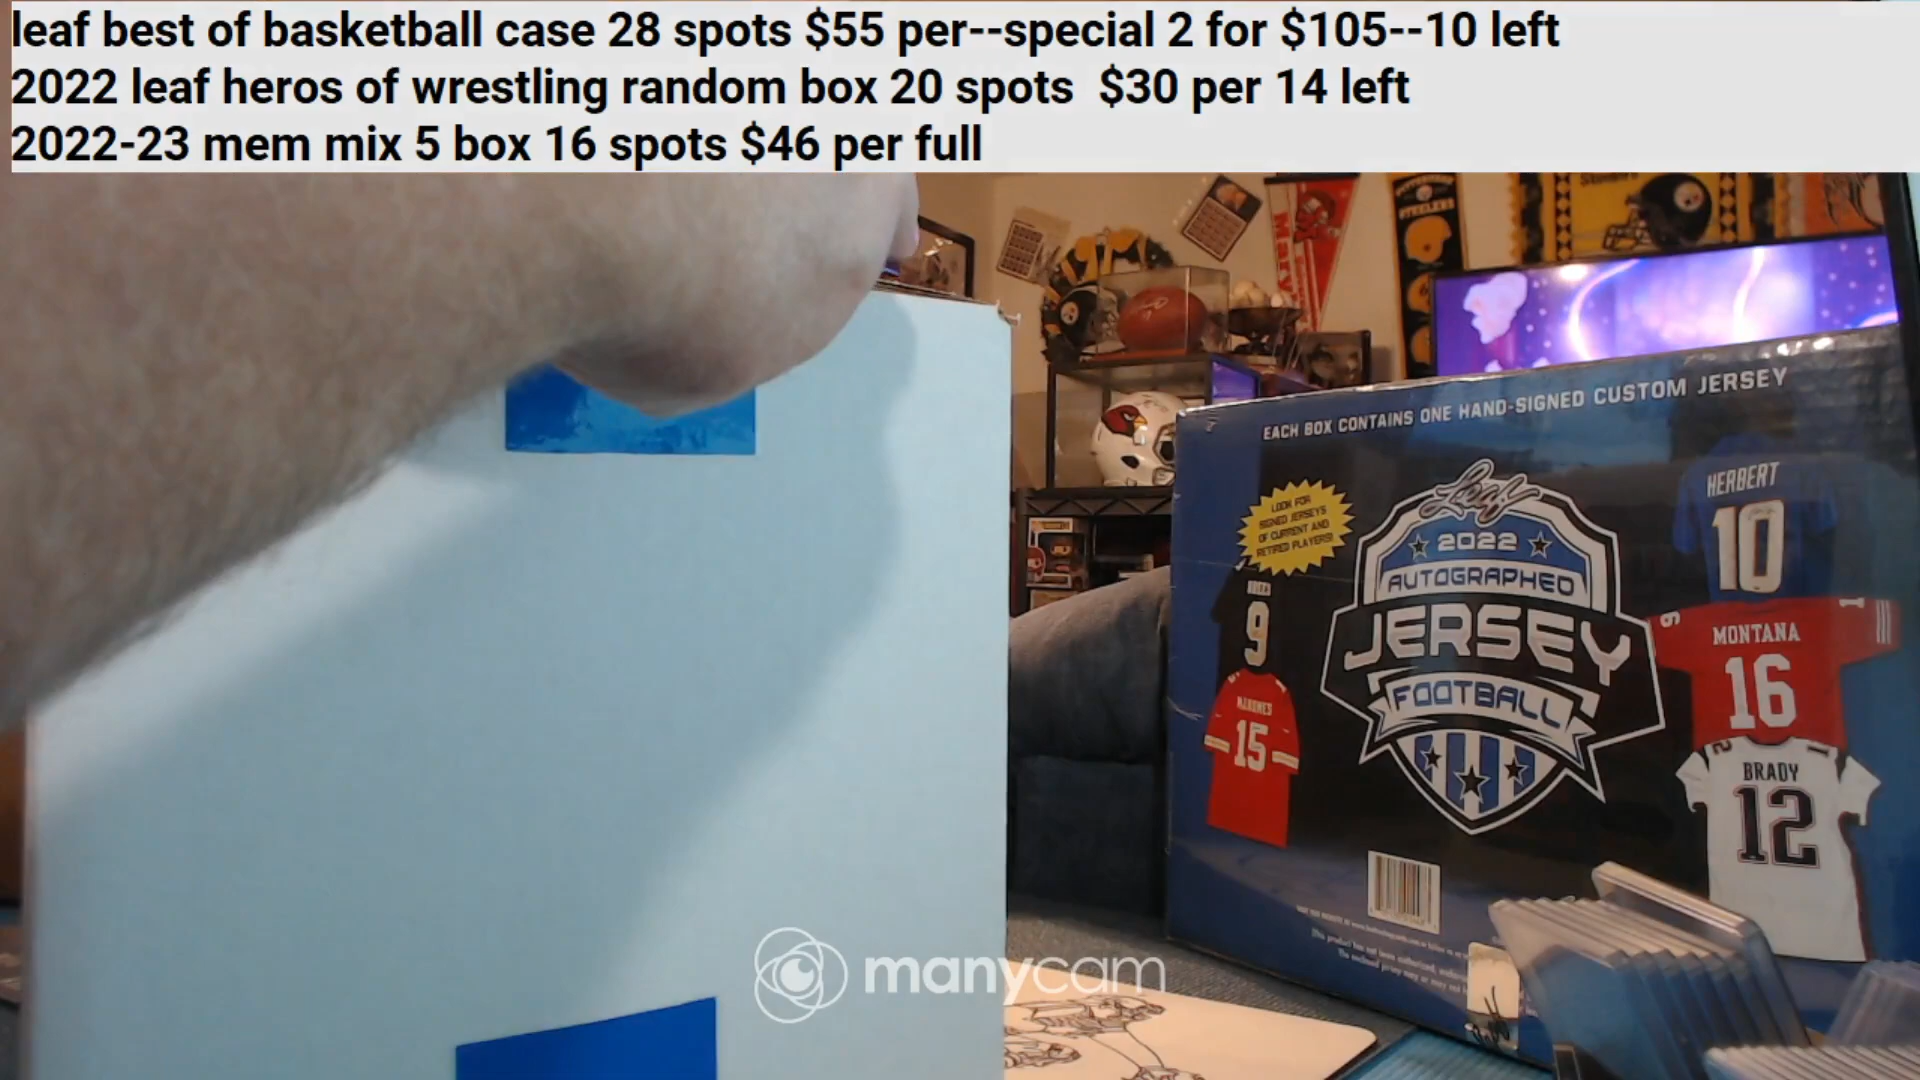 leaf best of basketball case 28 spots $55 per--special 2 for $105--10 left
2022 leaf heros of wrestling random box 20 spots  $30 per 14 left
2022-23 mem mix 5 box 16 spots $46 per full
STEELERS
EACH BOX CONTAINS ONE HAND-SIGNED CUSTOM JERSEY
LOOK FOR
SIGNED JERSEYS
OF CURRENT AND
RETIRED PLAYERS!
Leaf
2022
AUTOGRAPHED
JERSEY
FOOTBALL
HERBERT
10
9
MONTANA
16
MAHOMES
15
BRADY
12
manycam